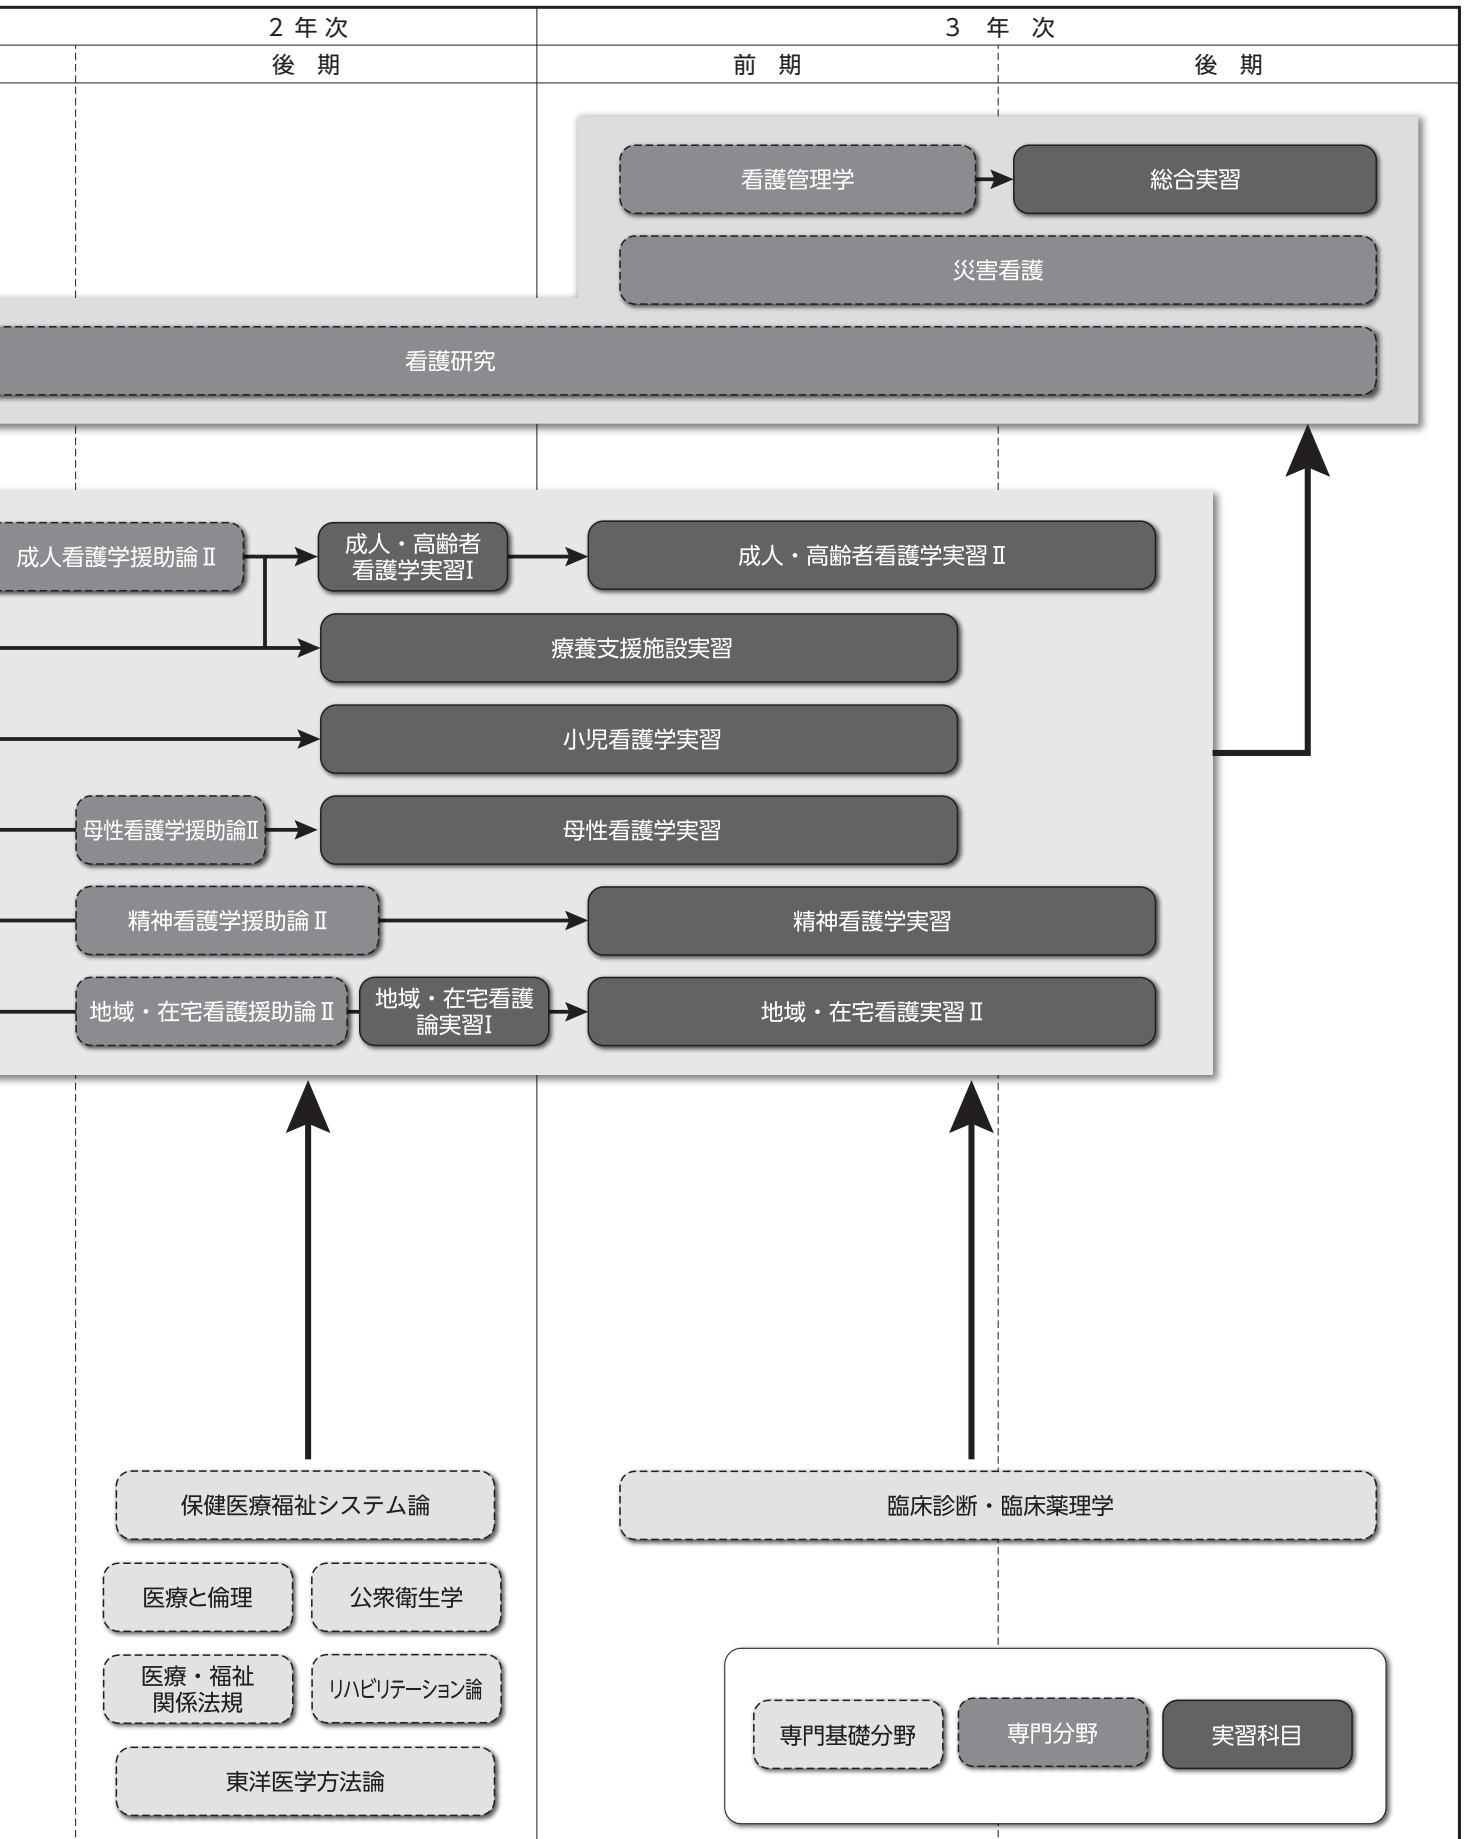 2 年 次
3 年 次
後 期
前 期
後 期
看護管理学
総合実習
災害看護
看護研究
成人看護学援助論Ⅱ
成人・高齢者
看護学実習Ⅰ
成人・高齢者看護学実習Ⅱ
療養支援施設実習
小児看護学実習
母性看護学援助論Ⅱ
母性看護学実習
精神看護学援助論Ⅱ
精神看護学実習
地域・在宅看護援助論Ⅱ
地域・在宅看護
論実習Ⅰ
地域・在宅看護実習Ⅱ
保健医療福祉システム論
臨床診断・臨床薬理学
医療と倫理
公衆衛生学
医療・福祉
関係法規
リハビリテーション論
東洋医学方法論
専門基礎分野
専門分野
実習科目